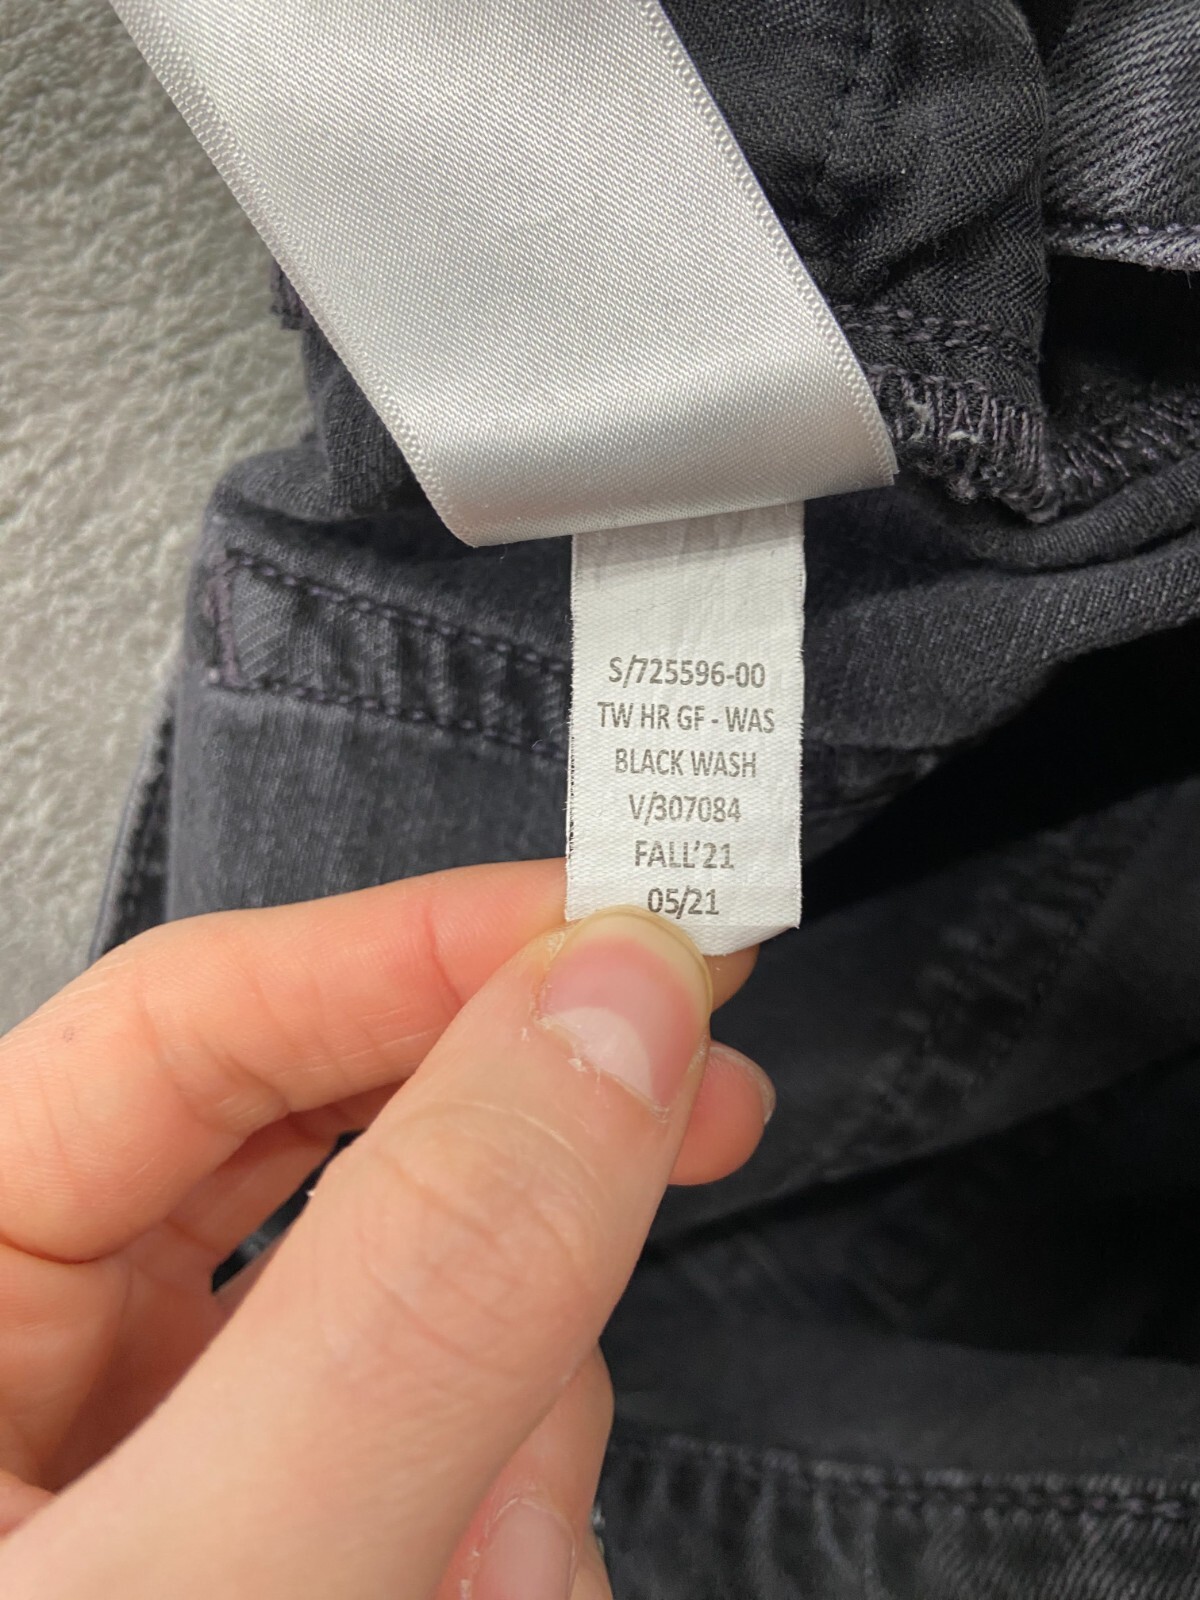 S/725596-00
TW HR GF - WAS
BLACK WASH
V/307084
FALL'21
05/21